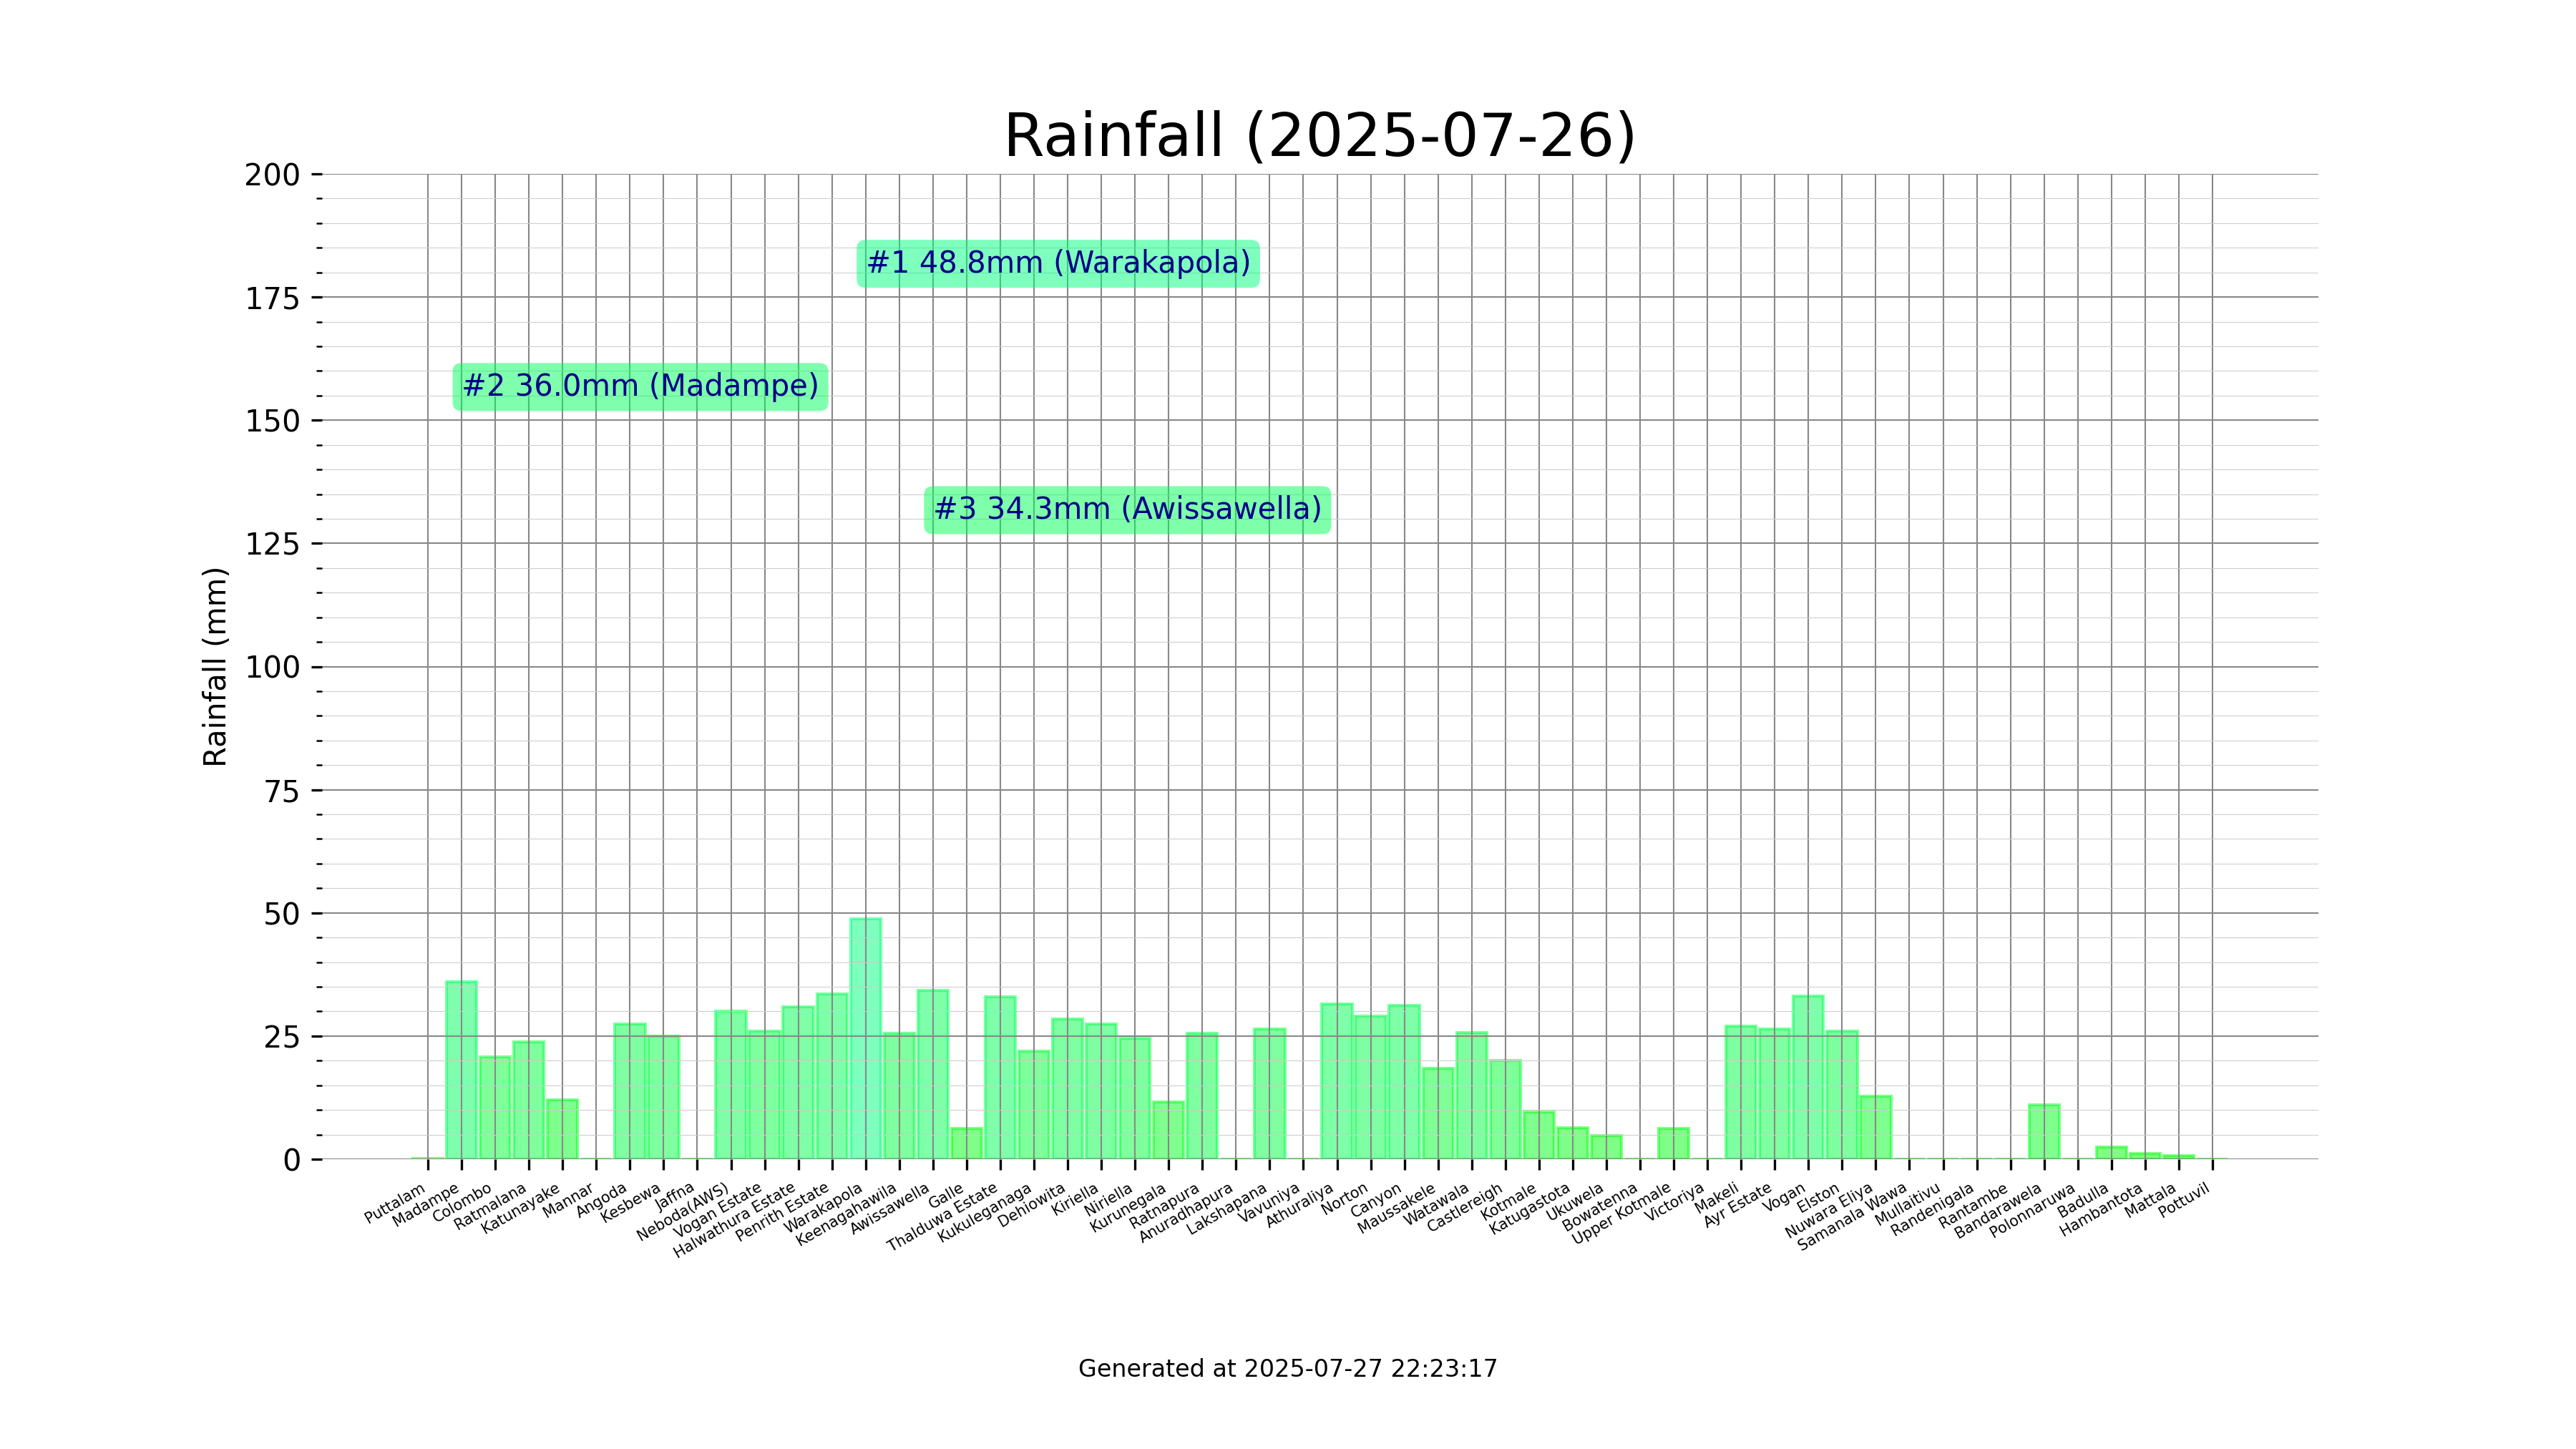 Rainfall (2025-07-26)
200
175
150
125
100
75
50
25
0
Rainfall (mm)
#1 48.8mm (Warakapola)
#2 36.0mm (Madampe)
#3 34.3mm (Awissawella)
Puttalam
Madampe
Colombo
Ratmalana
Katunayake
Mannar
Angoda
Kesbewa
Jaffna
Neboda(AWS)
Vogan Estate
Halwathura Estate
Penrith Estate
Warakapola
Keenagahawila
Awissawella
Galle
Thalduwa Estate
Kukuleganaga
Dehiowita
Kiriella
Niriella
Kurunegala
Ratnapura
Anuradhapura
Lakshapana
Vavuniya
Athuraliya
Norton
Canyon
Maussakele
Watawala
Castlereigh
Kotmale
Katugastota
Ukuwela
Bowatenna
Upper Kotmale
Victoriya
Makeli
Ayr Estate
Vogan
Elston
Nuwara Eliya
Samanala Wawa
Mullaitivu
Randenigala
Rantambe
Bandarawela
Polonnaruwa
Badulla
Hambantota
Mattala
Pottuvil
Generated at 2025-07-27 22:23:17